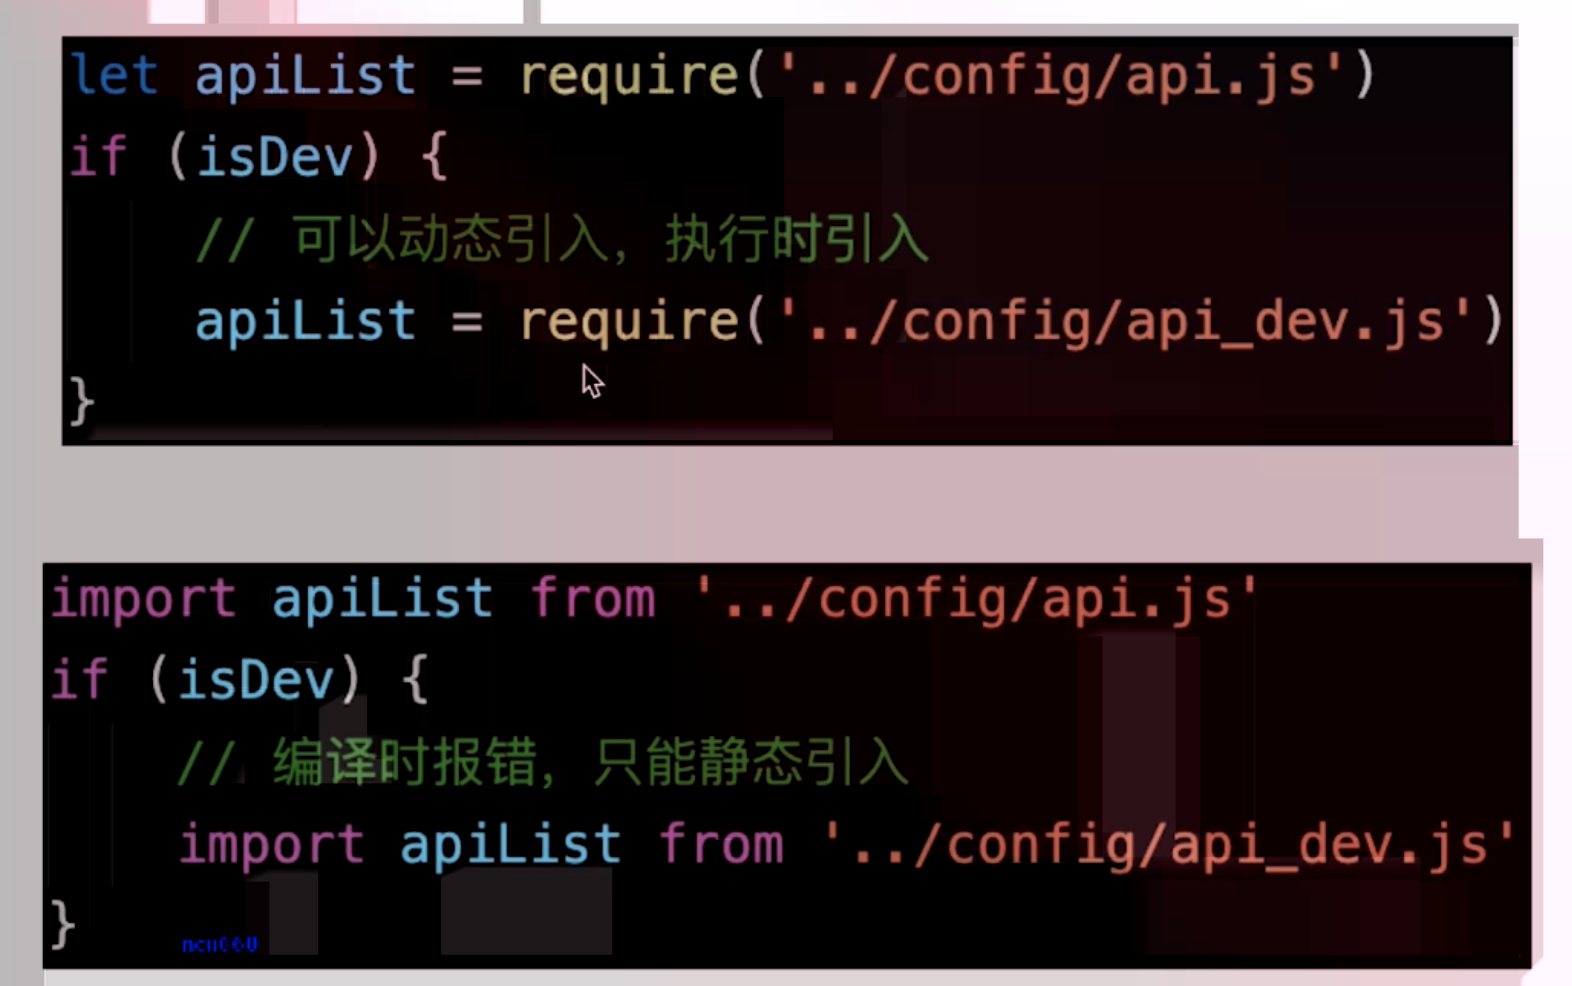 let apiList = require('../config/api.js')
if (isDev) {
// 可以动态引入，执行时引入
apiList = require('../config/api_dev.js')
}
import apiList from '../config/api.js'
if (isDev) {
// 编译时报错，只能静态引入
import apiList from '../config/api_dev.js'
}